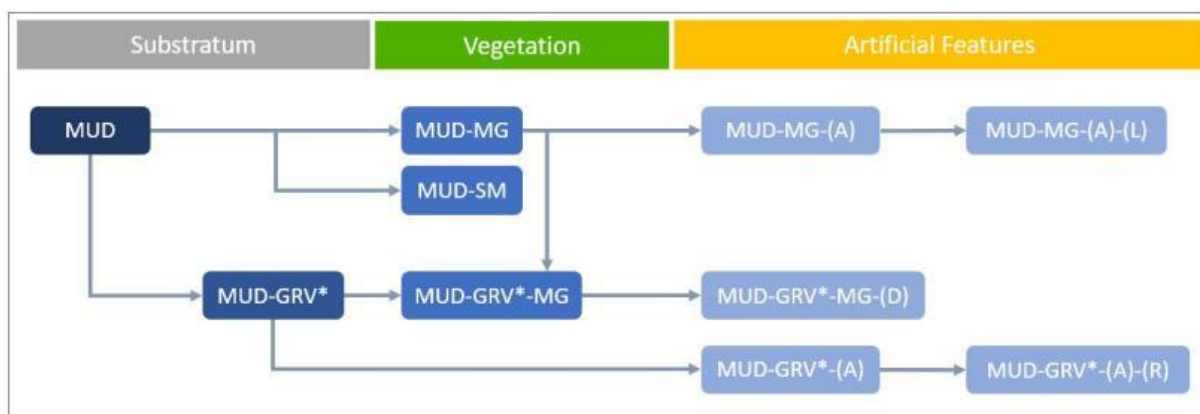 Substratum
Vegetation
Artificial Features
MUD
MUD-MG
MUD-MG-(A)
MUD-MG-(A)-(L)
MUD-SM
MUD-GRV*
MUD-GRV*-MG
MUD-GRV*-MG-(D)
MUD-GRV*-(A)
MUD-GRV*-(A)-(R)